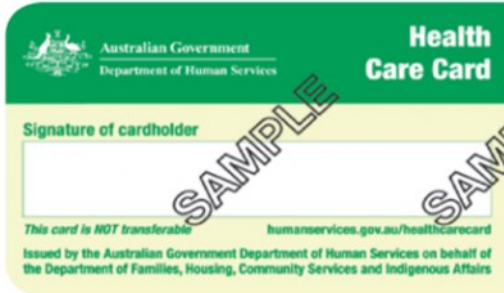 Australian Government
Department of Human Services
Health
Care Card
Signature of cardholder
SAMPLE
SAM
This card is NOT transferable
humanservices.gov.au/healthcarecard
Issued by the Australian Government Department of Human Services on behalf of
the Department of Families, Housing, Community Services and Indigenous Affairs